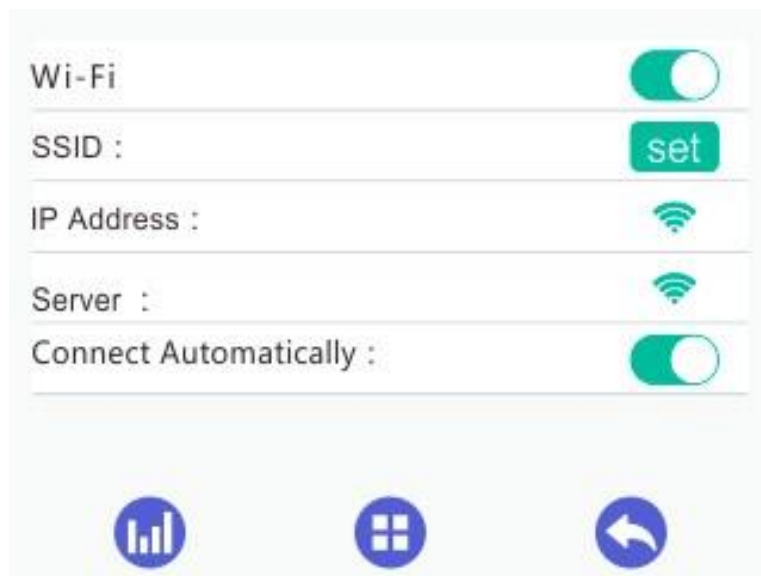 Wi-Fi
SSID : set
IP Address :
Server :
Connect Automatically :